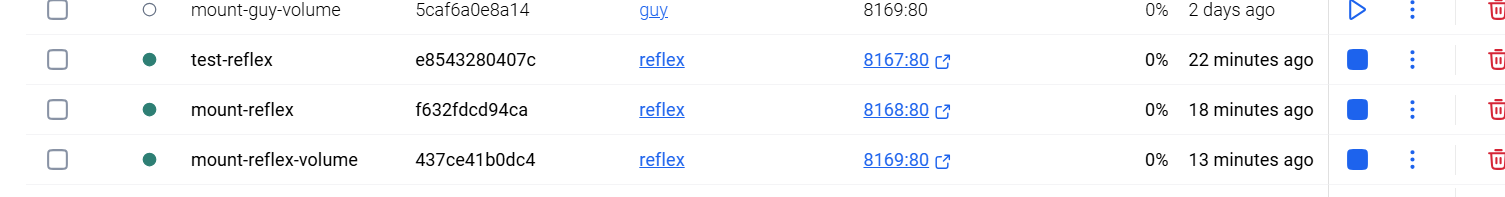 mount-guy-volume 5caf6a0e8a14 guy 8169:80 0% 2 days ago
test-reflex e8543280407c reflex 8167:80 0% 22 minutes ago
mount-reflex f632fdcd94ca reflex 8168:80 0% 18 minutes ago
mount-reflex-volume 437ce41b0dc4 reflex 8169:80 0% 13 minutes ago